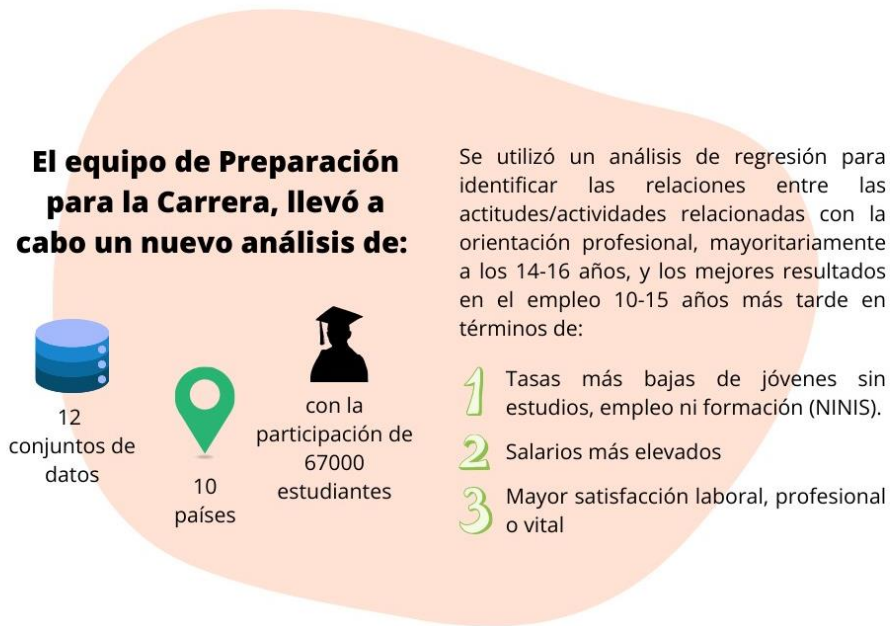 El equipo de Preparación
para la Carrera, llevó a
cabo un nuevo análisis de:
12
conjuntos de
datos
10
países
con la
participación de
67000
estudiantes
Se utilizó un análisis de regresión para
identificar las relaciones entre las
actitudes/actividades relacionadas con la
orientación profesional, mayoritariamente
a los 14-16 años, y los mejores resultados
en el empleo 10-15 años más tarde en
términos de:
1 Tasas más bajas de jóvenes sin
estudios, empleo ni formación (NINIS).
2 Salarios más elevados
3 Mayor satisfacción laboral, profesional
o vital